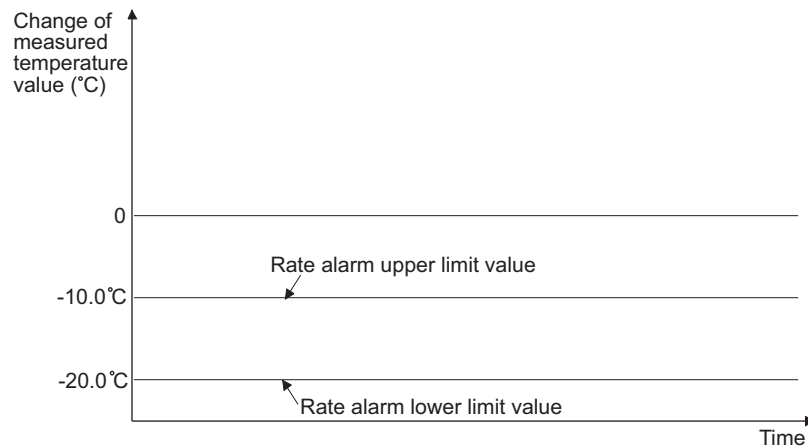 Change of
measured
temperature
value (°C)
0
Rate alarm upper limit value
-10.0°C
-20.0°C
Rate alarm lower limit value
Time